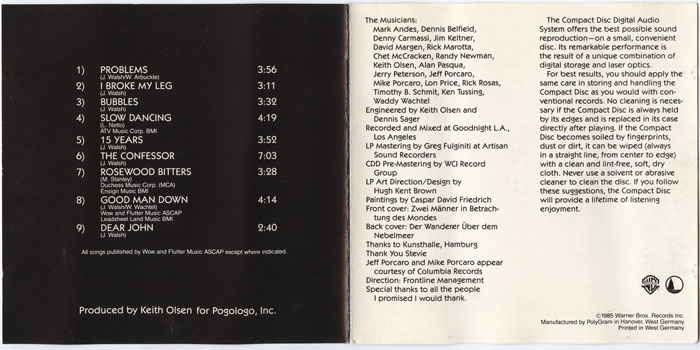 1) PROBLEMS 3:56
(J. Walsh/W. Arbuckle)
2) I BROKE MY LEG 3:11
(J. Walsh)
3) BUBBLES 3:32
(J. Walsh)
4) SLOW DANCING 4:19
(L. Netto)
ATV Music Corp. BMI
5) 15 YEARS 3:52
(J. Walsh)
6) THE CONFESSOR 7:03
(J. Walsh)
7) ROSEWOOD BITTERS 3:28
(M. Stanley)
Duchess Music Corp. (MCA)
Ensign Music BMI
8) GOOD MAN DOWN 4:14
(J. Walsh/W. Wachtel)
Wow and Flutter Music ASCAP
Leadsheet Land Music BMI
9) DEAR JOHN 2:40
(J. Walsh)
All songs published by Wow and Flutter Music ASCAP except where indicated.
Produced by Keith Olsen for Pogologo, Inc.
The Musicians:
Mark Andes, Dennis Belfield,
Denny Carmassi, Jim Keltner,
David Margen, Rick Marotta,
Chet McCracken, Randy Newman,
Keith Olsen, Alan Pasqua,
Jerry Peterson, Jeff Porcaro,
Mike Porcaro, Lon Price, Rick Rosas,
Timothy B. Schmit, Ken Tussing,
Waddy Wachtel
Engineered by Keith Olsen and
Dennis Sager
Recorded and Mixed at Goodnight L.A.,
Los Angeles
LP Mastering by Greg Fulginiti at Artisan
Sound Recorders
CDD Pre-Mastering by WCI Record
Group
LP Art Direction/Design by
Hugh Kent Brown
Paintings by Caspar David Friedrich
Front cover: Zwei Männer in Betrach-
tung des Mondes
Back cover: Der Wanderer Über dem
Nebelmeer
Thanks to Kunsthalle, Hamburg
Thank You Stevie
Jeff Porcaro and Mike Porcaro appear
courtesy of Columbia Records
Direction: Frontline Management
Special thanks to all the people
I promised I would thank.
The Compact Disc Digital Audio
System offers the best possible sound
reproduction—on a small, convenient
disc. Its remarkable performance is
the result of a unique combination of
digital storage and laser optics.
For best results, you should apply the
same care in storing and handling the
Compact Disc as you would with con-
ventional records. No cleaning is neces-
sary if the Compact Disc is always held
by its edges and is replaced in its case
directly after playing. If the Compact
Disc becomes soiled by fingerprints,
dust or dirt, it can be wiped (always
in a straight line, from center to edge)
with a clean and lint-free, soft, dry
cloth. Never use a solvent or abrasive
cleaner to clean the disc. If you follow
these suggestions, the Compact Disc
will provide a lifetime of listening
enjoyment.
©1985 Warner Bros. Records Inc.
Manufactured by PolyGram in Hanover, West Germany
Printed in West Germany